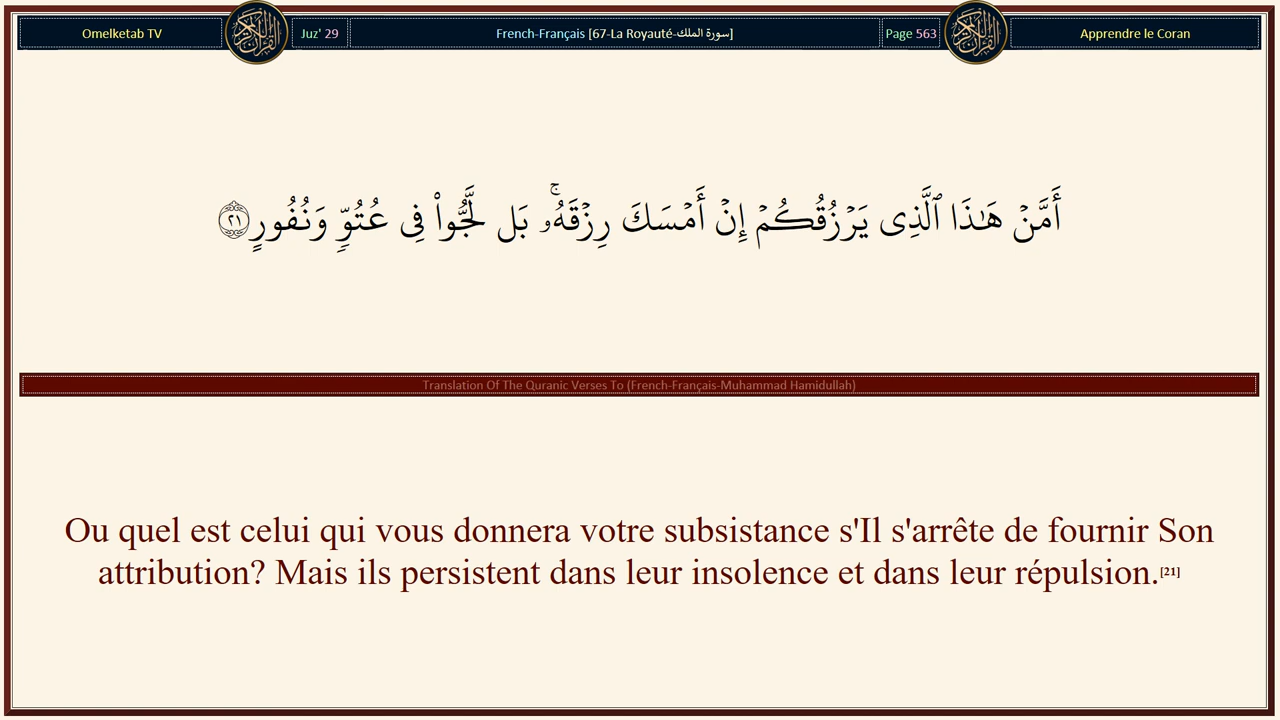 Omelketab TV
Juz' 29
French-Français [67-La Royauté-سورة الملك]
Page 563
Apprendre le Coran
أَمَّنۡ هَٰذَا ٱلَّذِى يَرۡزُقُكُمۡ إِنۡ أَمۡسَكَ رِزۡقَهُۥۚ بَل لَّجُّواْ فِى عُتُوّٖ وَنُفُورٍ ٢١
Translation Of The Quranic Verses To (French-Français-Muhammad Hamidullah)
Ou quel est celui qui vous donnera votre subsistance s'Il s'arrête de fournir Son
attribution? Mais ils persistent dans leur insolence et dans leur répulsion.[21]